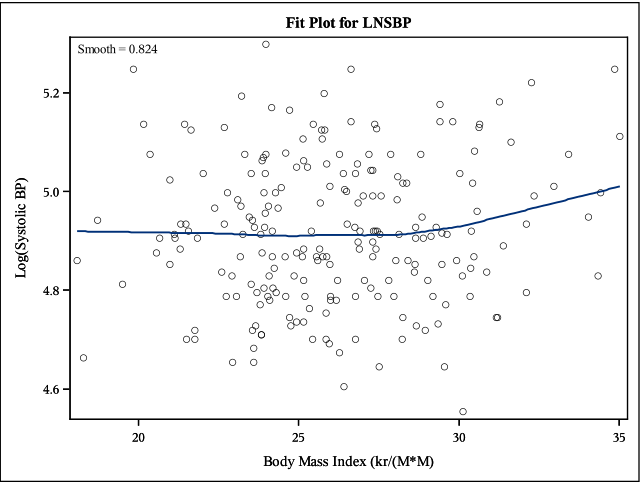 Fit Plot for LNSBP
Smooth = 0.824
5.2
5.0
4.8
4.6
Log(Systolic BP)
20 25 30 35
Body Mass Index (kr/(M*M)